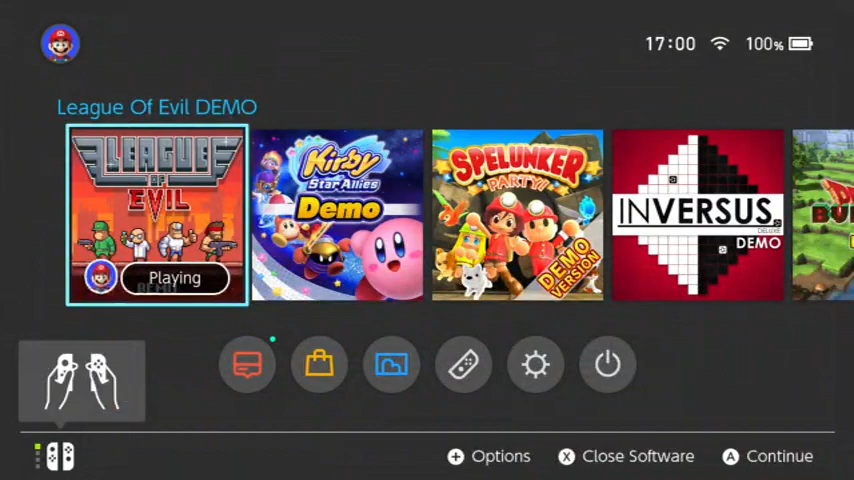 17:00
100%
League Of Evil DEMO
LEAGUE
OF
EVIL
Playing
DEMO
Kirby
Star Allies
Demo
SPELUNKER
PARTY!
DEMO
VERSION
INVERSUS
DELUXE
DEMO
+ Options
X Close Software
A Continue